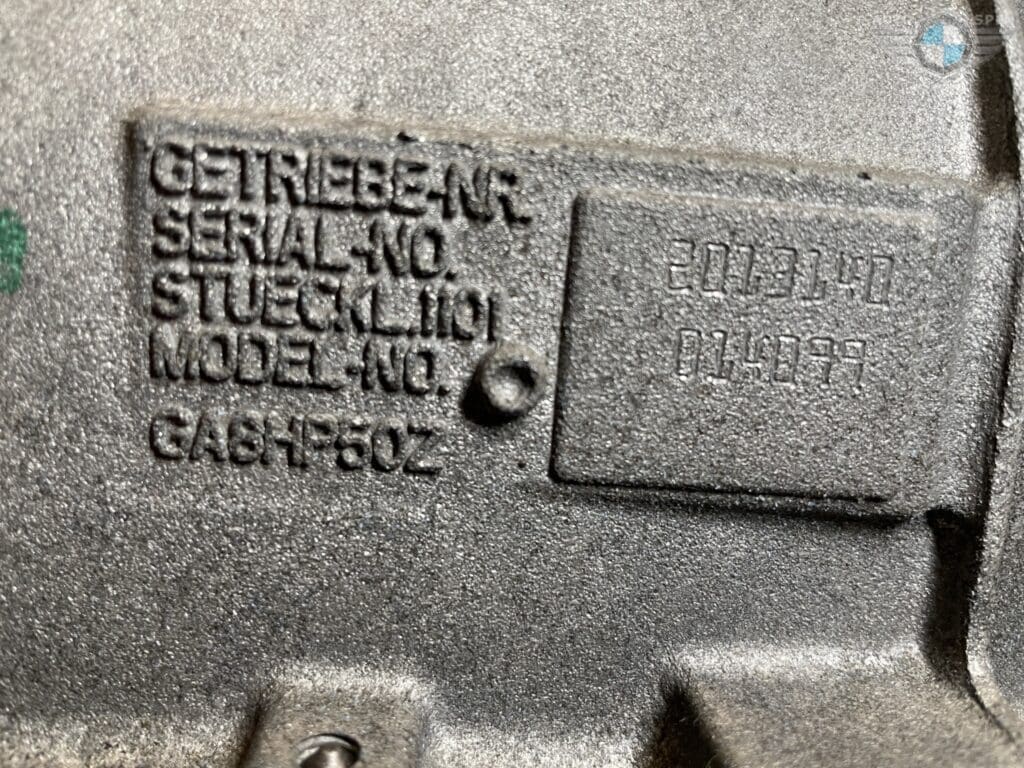 GETRIEBE-NR.
SERIAL-NO.
STUECKL.1101
MODEL-NO.
GA8HP50Z
2013140
014099